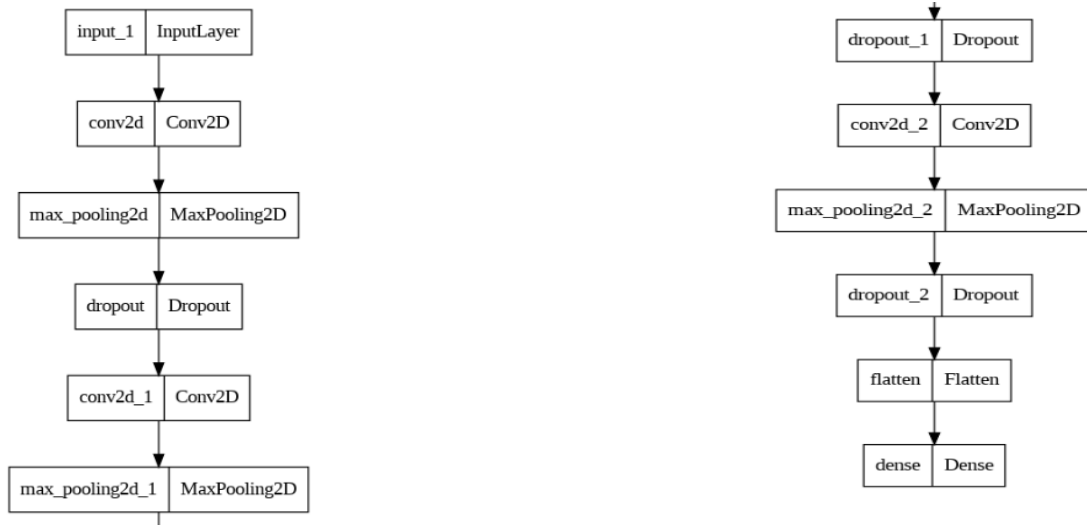 input_1 InputLayer
conv2d Conv2D
max_pooling2d MaxPooling2D
dropout Dropout
conv2d_1 Conv2D
max_pooling2d_1 MaxPooling2D
dropout_1 Dropout
conv2d_2 Conv2D
max_pooling2d_2 MaxPooling2D
dropout_2 Dropout
flatten Flatten
dense Dense